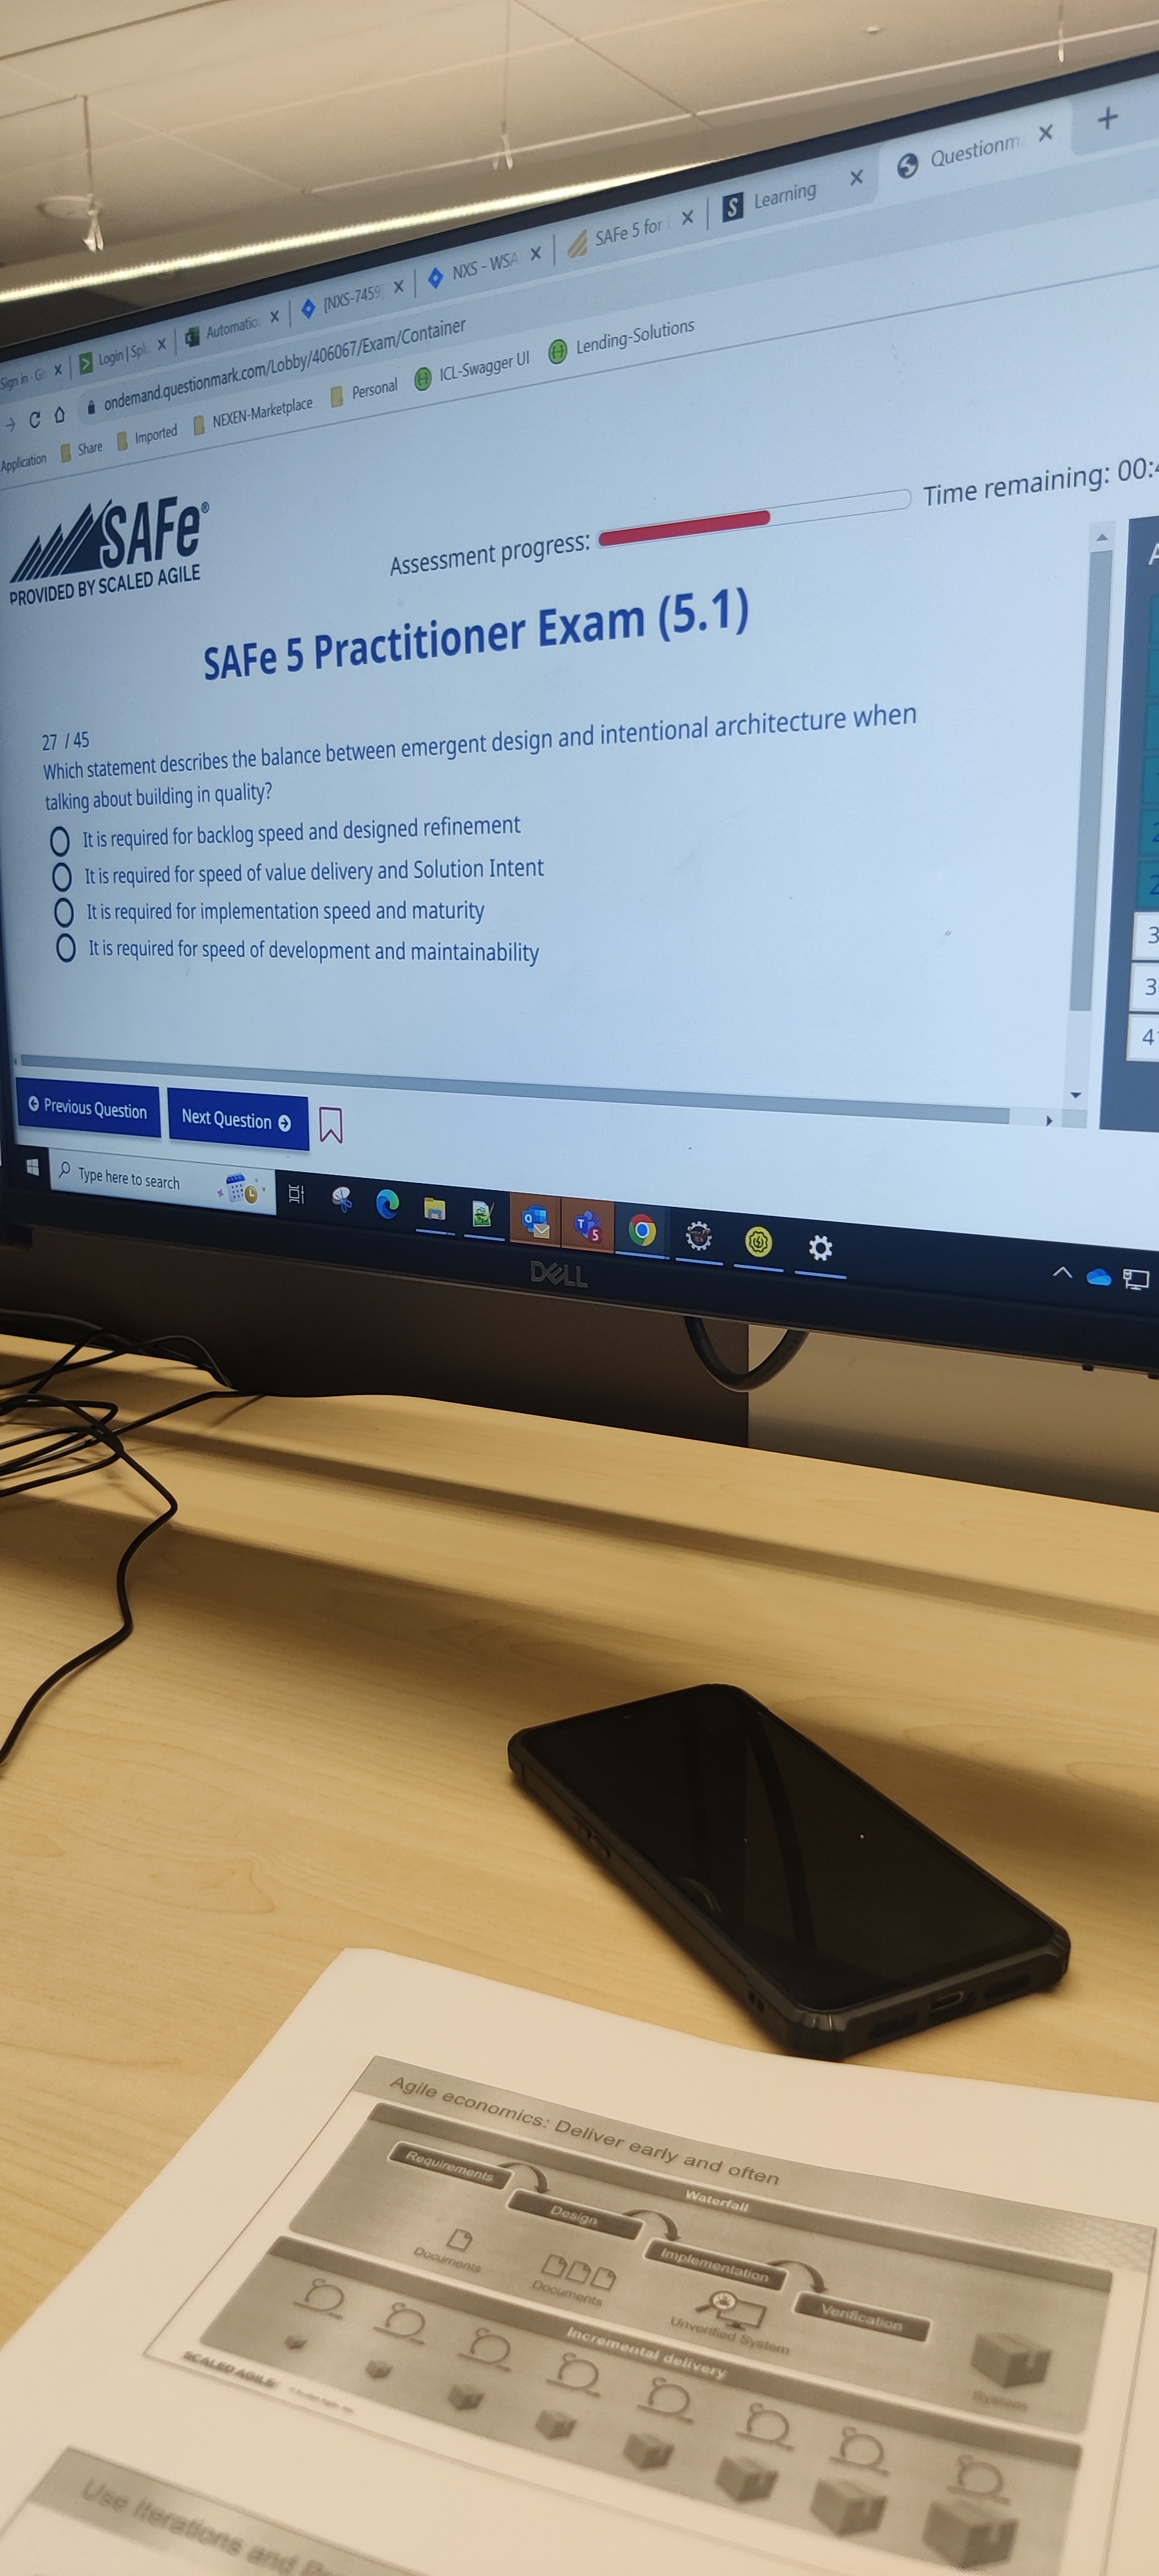 Questionm
Learning
SAFe 5 for
NXS - WSA
[NXS-7459]
Automatio
Login | Spl
Sign in - Gi
ondemand.questionmark.com/Lobby/406067/Exam/Container
Application
Share
Imported
NEXEN-Marketplace
Personal
ICL-Swagger UI
Lending-Solutions
SAFe®
PROVIDED BY SCALED AGILE
Assessment progress:
Time remaining: 00:4
SAFe 5 Practitioner Exam (5.1)
27 / 45
Which statement describes the balance between emergent design and intentional architecture when
talking about building in quality?
It is required for backlog speed and designed refinement
It is required for speed of value delivery and Solution Intent
It is required for implementation speed and maturity
It is required for speed of development and maintainability
Previous Question
Next Question
Type here to search
DELL
Agile economics: Deliver early and often
Waterfall
Requirements
Design
Implementation
Verification
Documents
Documents
Unverified System
System
Incremental delivery
SCALED AGILE
Use Iterations and